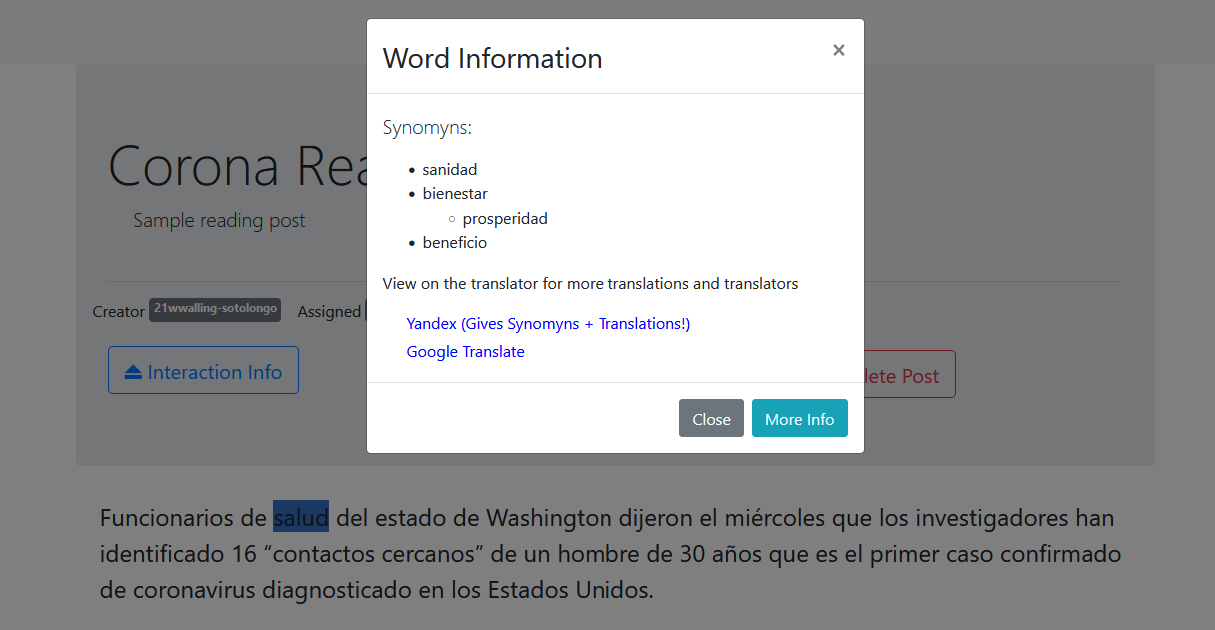 Word Information
×
Synomyns:
sanidad
bienestar
prosperidad
beneficio
View on the translator for more translations and translators
Yandex (Gives Synomyns + Translations!)
Google Translate
Close More Info
Corona
Sample reading post
Creator 21wwalling-sotolongo Assigned
Interaction Info
Post
Funcionarios de salud del estado de Washington dijeron el miércoles que los investigadores han
identificado 16 “contactos cercanos” de un hombre de 30 años que es el primer caso confirmado
de coronavirus diagnosticado en los Estados Unidos.